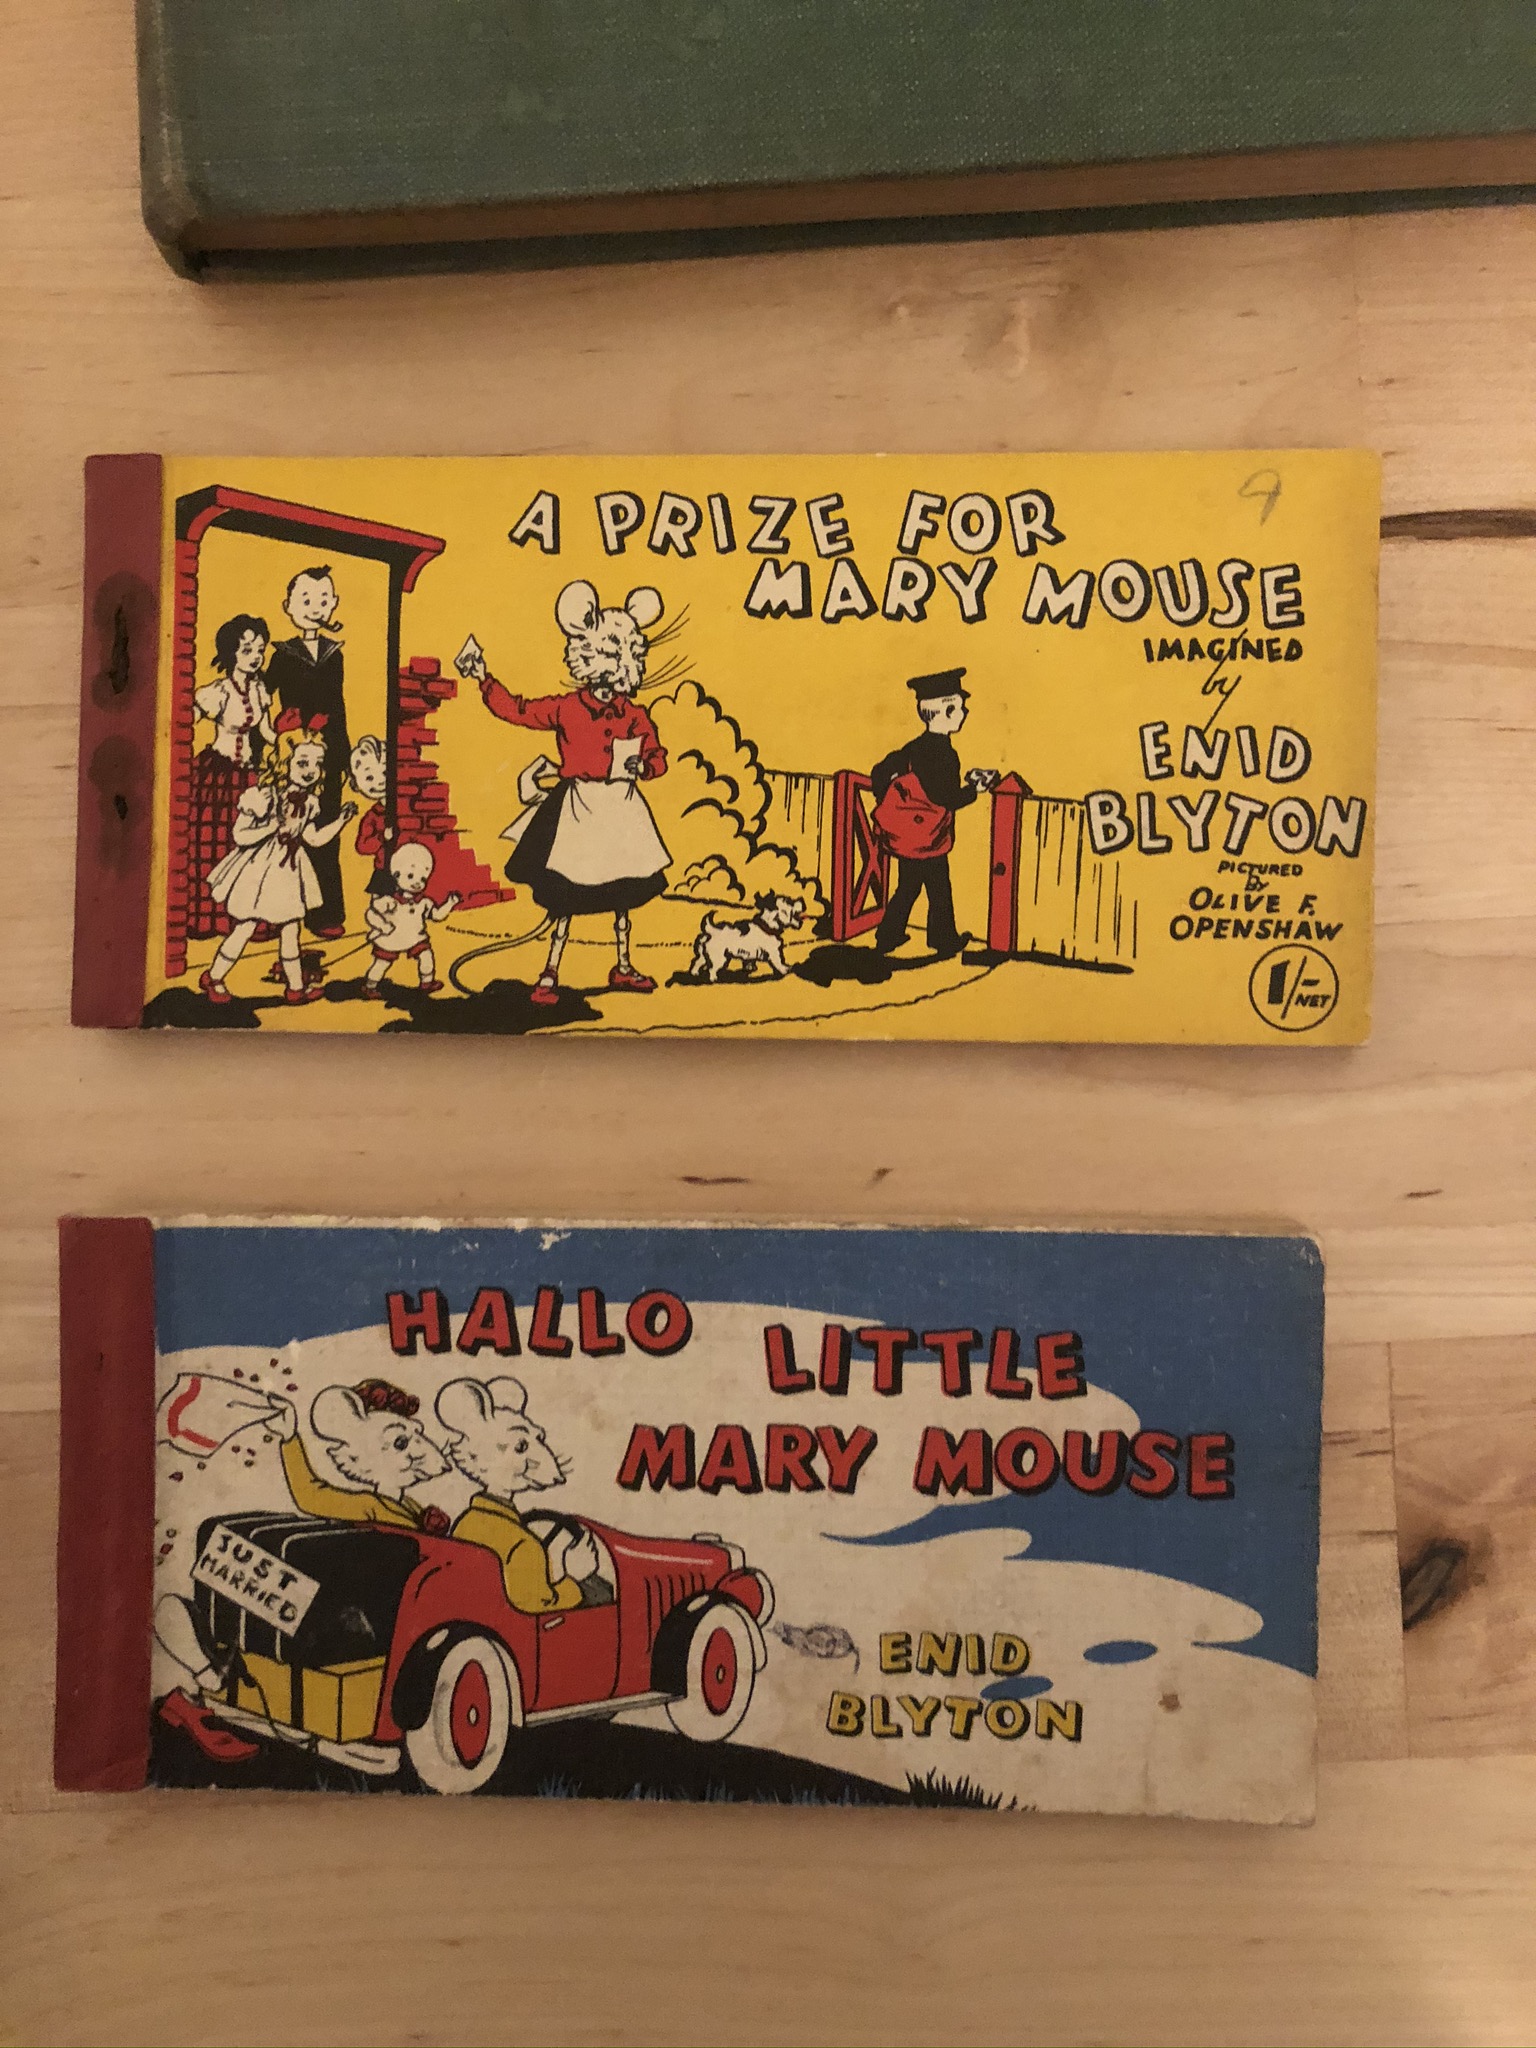 A PRIZE FOR
MARY MOUSE
IMAGINED
by
ENID
BLYTON
PICTURED
By
OLIVE F.
OPENSHAW
1/-
NET
9
HALLO LITTLE
MARY MOUSE
JUST
MARRIED
ENID
BLYTON